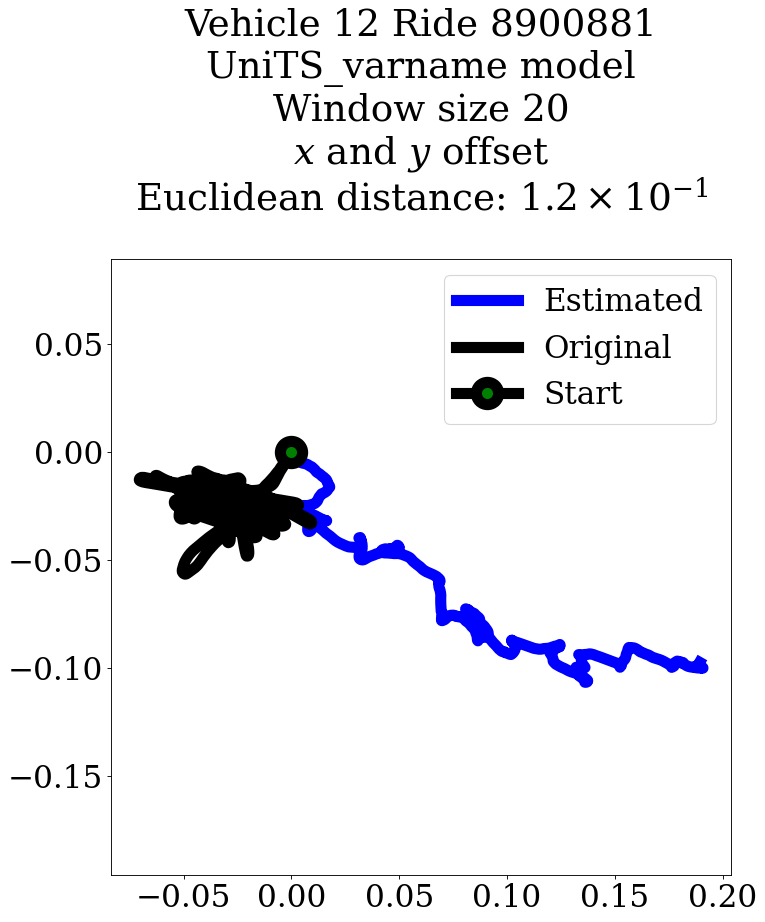 Vehicle 12 Ride 8900881
UniTS_varname model
Window size 20
x and y offset
Euclidean distance: 1.2 × 10⁻¹
Estimated
Original
Start
0.05
0.00
−0.05
−0.10
−0.15
−0.05 0.00 0.05 0.10 0.15 0.20